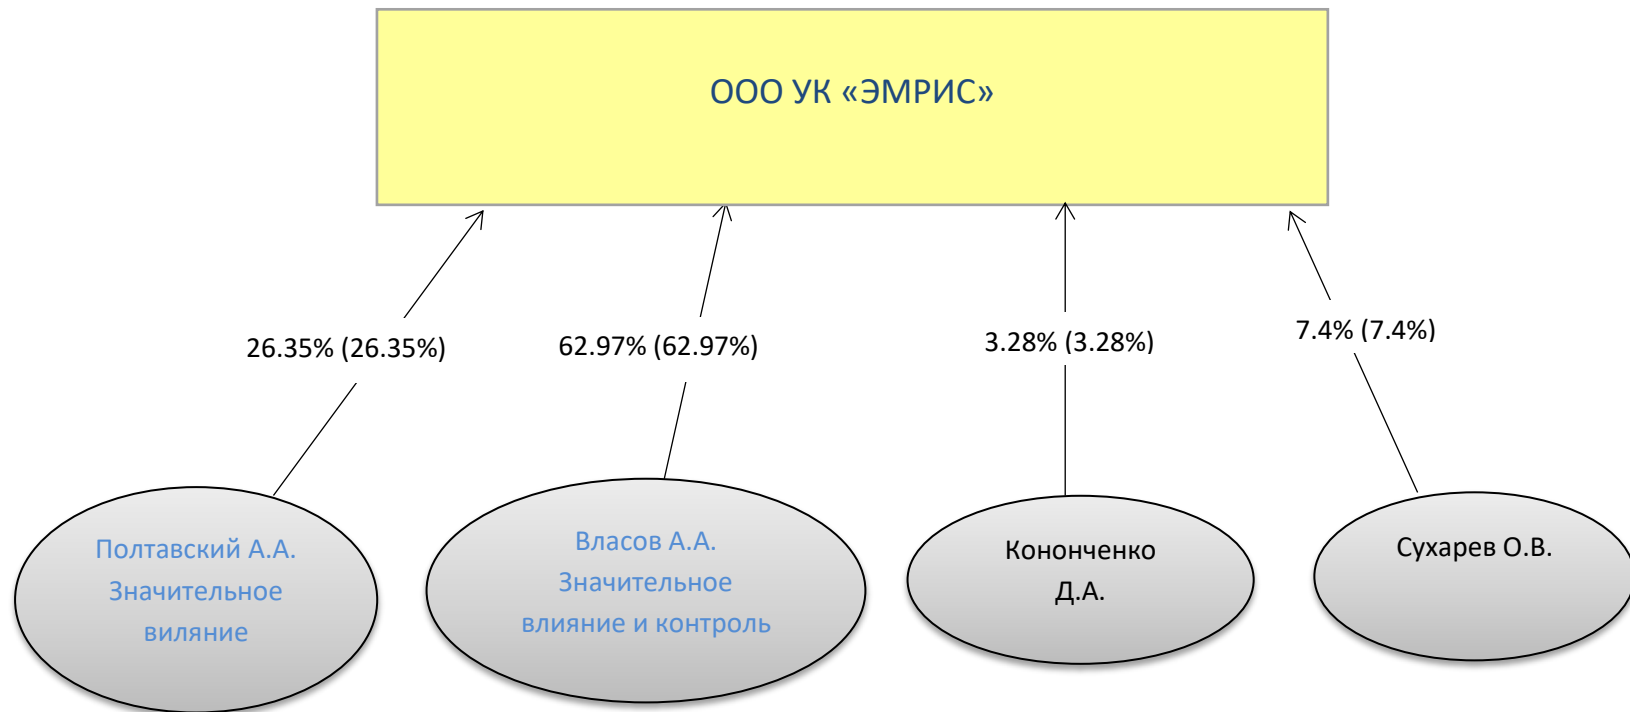 ООО УК «ЭМРИС»
26.35% (26.35%)
62.97% (62.97%)
3.28% (3.28%)
7.4% (7.4%)
Полтавский А.А.
Значительное
виляние
Власов А.А.
Значительное
влияние и контроль
Кононченко
Д.А.
Сухарев О.В.